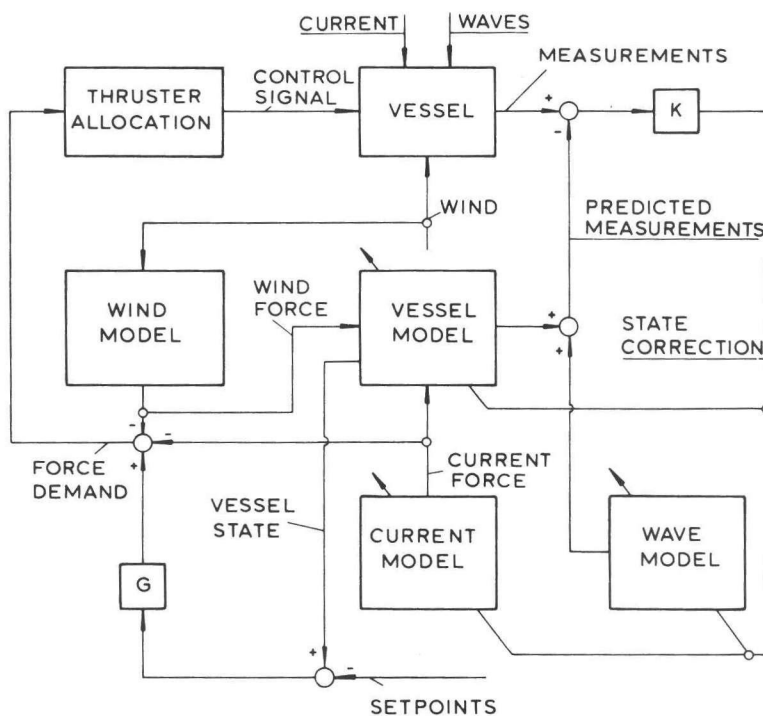 CURRENT
WAVES
MEASUREMENTS
THRUSTER
ALLOCATION
CONTROL
SIGNAL
VESSEL
+
-
K
WIND
PREDICTED
MEASUREMENTS
WIND
MODEL
WIND
FORCE
VESSEL
MODEL
+
+
STATE
CORRECTION
-
-
+
FORCE
DEMAND
CURRENT
FORCE
VESSEL
STATE
CURRENT
MODEL
WAVE
MODEL
G
+
-
SETPOINTS